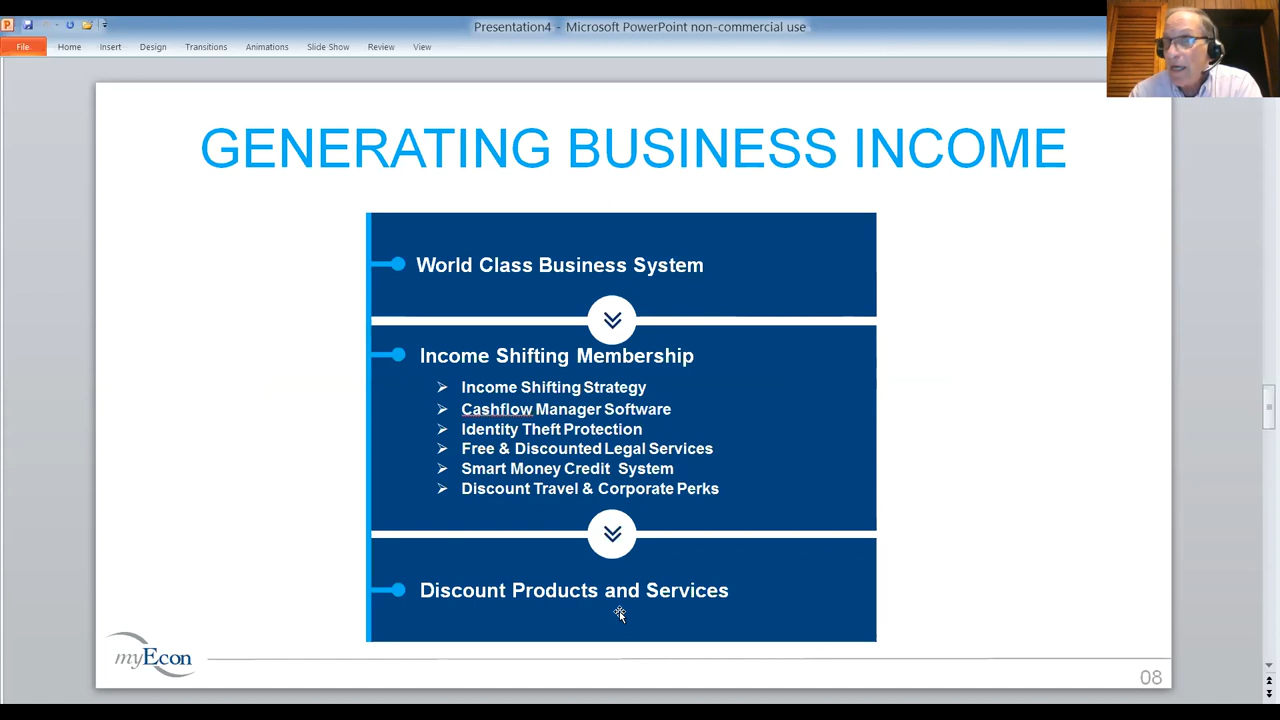 Presentation4 - Microsoft PowerPoint non-commercial use
File Home Insert Design Transitions Animations Slide Show Review View
GENERATING BUSINESS INCOME
World Class Business System
Income Shifting Membership
Income Shifting Strategy
Cashflow Manager Software
Identity Theft Protection
Free & Discounted Legal Services
Smart Money Credit System
Discount Travel & Corporate Perks
Discount Products and Services
myEcon
08